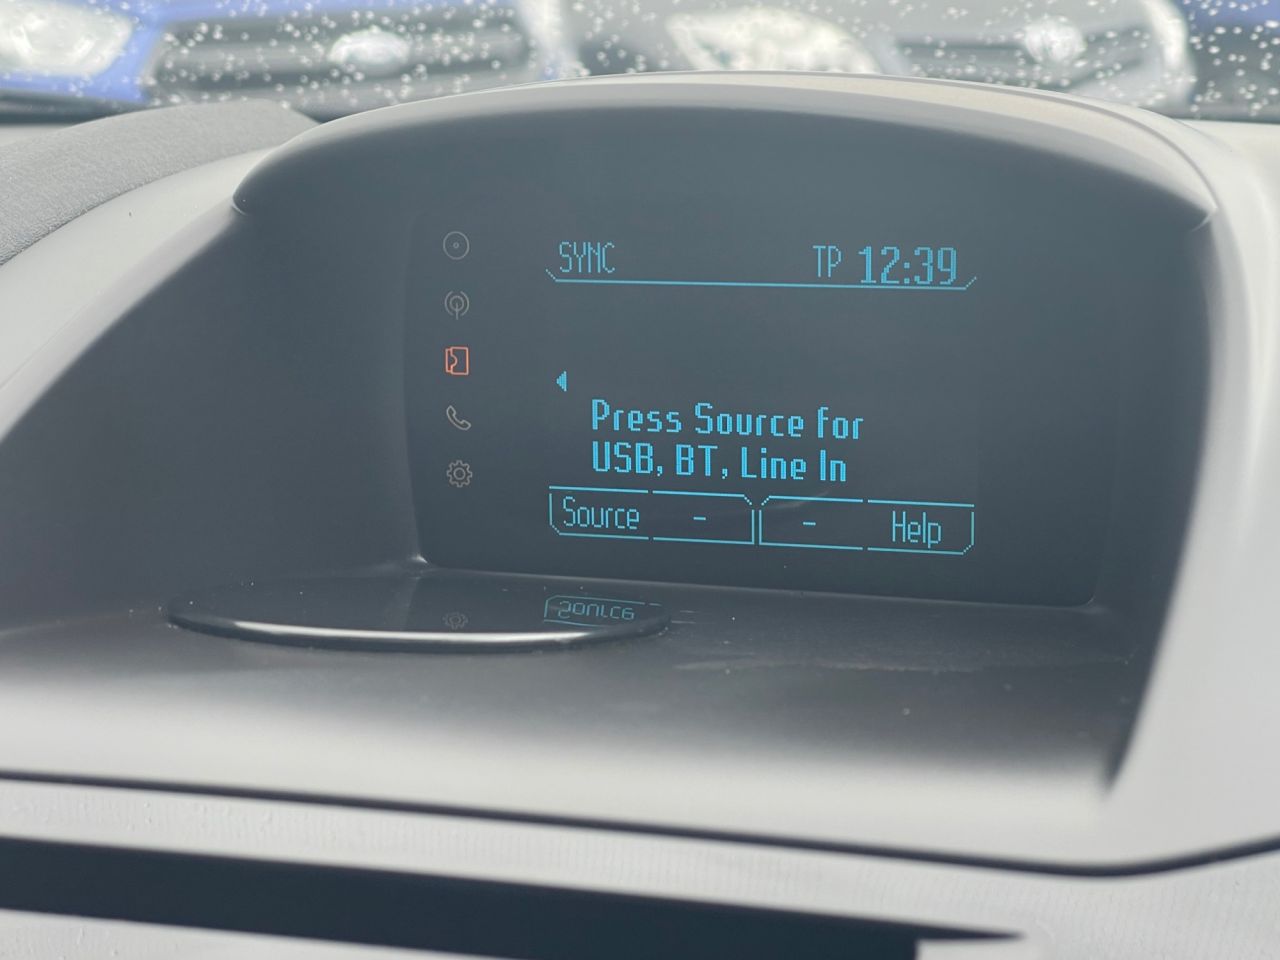 SYNC TP 12:39
Press Source for
USB, BT, Line In
Source - - Help